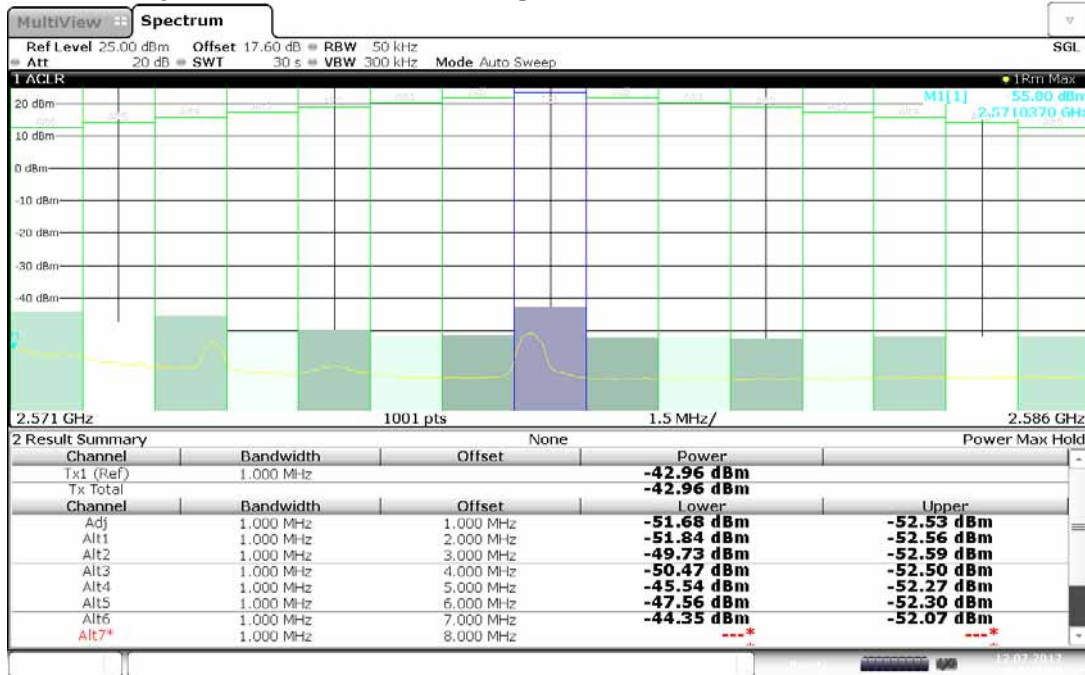 MultiView Spectrum
Ref Level 25.00 dBm Offset 17.60 dB RBW 50 kHz SGL
Att 20 dB SWT 30 s VBW 300 kHz Mode Auto Sweep
1 ACLR 1Rm Max
M1[1] 55.00 dBm
2.5710370 GHz
20 dBm
10 dBm
0 dBm
-10 dBm
-20 dBm
-30 dBm
-40 dBm
2.571 GHz 1001 pts 1.5 MHz/ 2.586 GHz
2 Result Summary None Power Max Hold
Channel Bandwidth Offset Power
Tx1 (Ref) 1.000 MHz -42.96 dBm
Tx Total -42.96 dBm
Channel Bandwidth Offset Lower Upper
Adj 1.000 MHz 1.000 MHz -51.68 dBm -52.53 dBm
Alt1 1.000 MHz 2.000 MHz -51.84 dBm -52.56 dBm
Alt2 1.000 MHz 3.000 MHz -49.73 dBm -52.59 dBm
Alt3 1.000 MHz 4.000 MHz -50.47 dBm -52.50 dBm
Alt4 1.000 MHz 5.000 MHz -45.54 dBm -52.27 dBm
Alt5 1.000 MHz 6.000 MHz -47.56 dBm -52.30 dBm
Alt6 1.000 MHz 7.000 MHz -44.35 dBm -52.07 dBm
Alt7* 1.000 MHz 8.000 MHz ---* ---*
12.07.2017